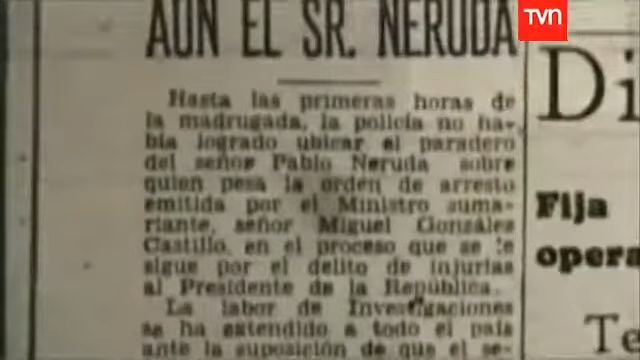 tvn
AUN EL SR. NERUDA
Hasta las primeras horas de
la madrugada, la policía no ha-
bía logrado ubicar el paradero
del señor Pablo Neruda sobre
quien pesa la orden de arresto
emitida por el Ministro suma-
riante, señor Miguel González
Castillo, en el proceso que se le
sigue por el delito de injurias
al Presidente de la República.
La labor de Investigaciones
se ha extendido a todo el país
ante la suposición de que el se-
Di
Fija
opera
Te